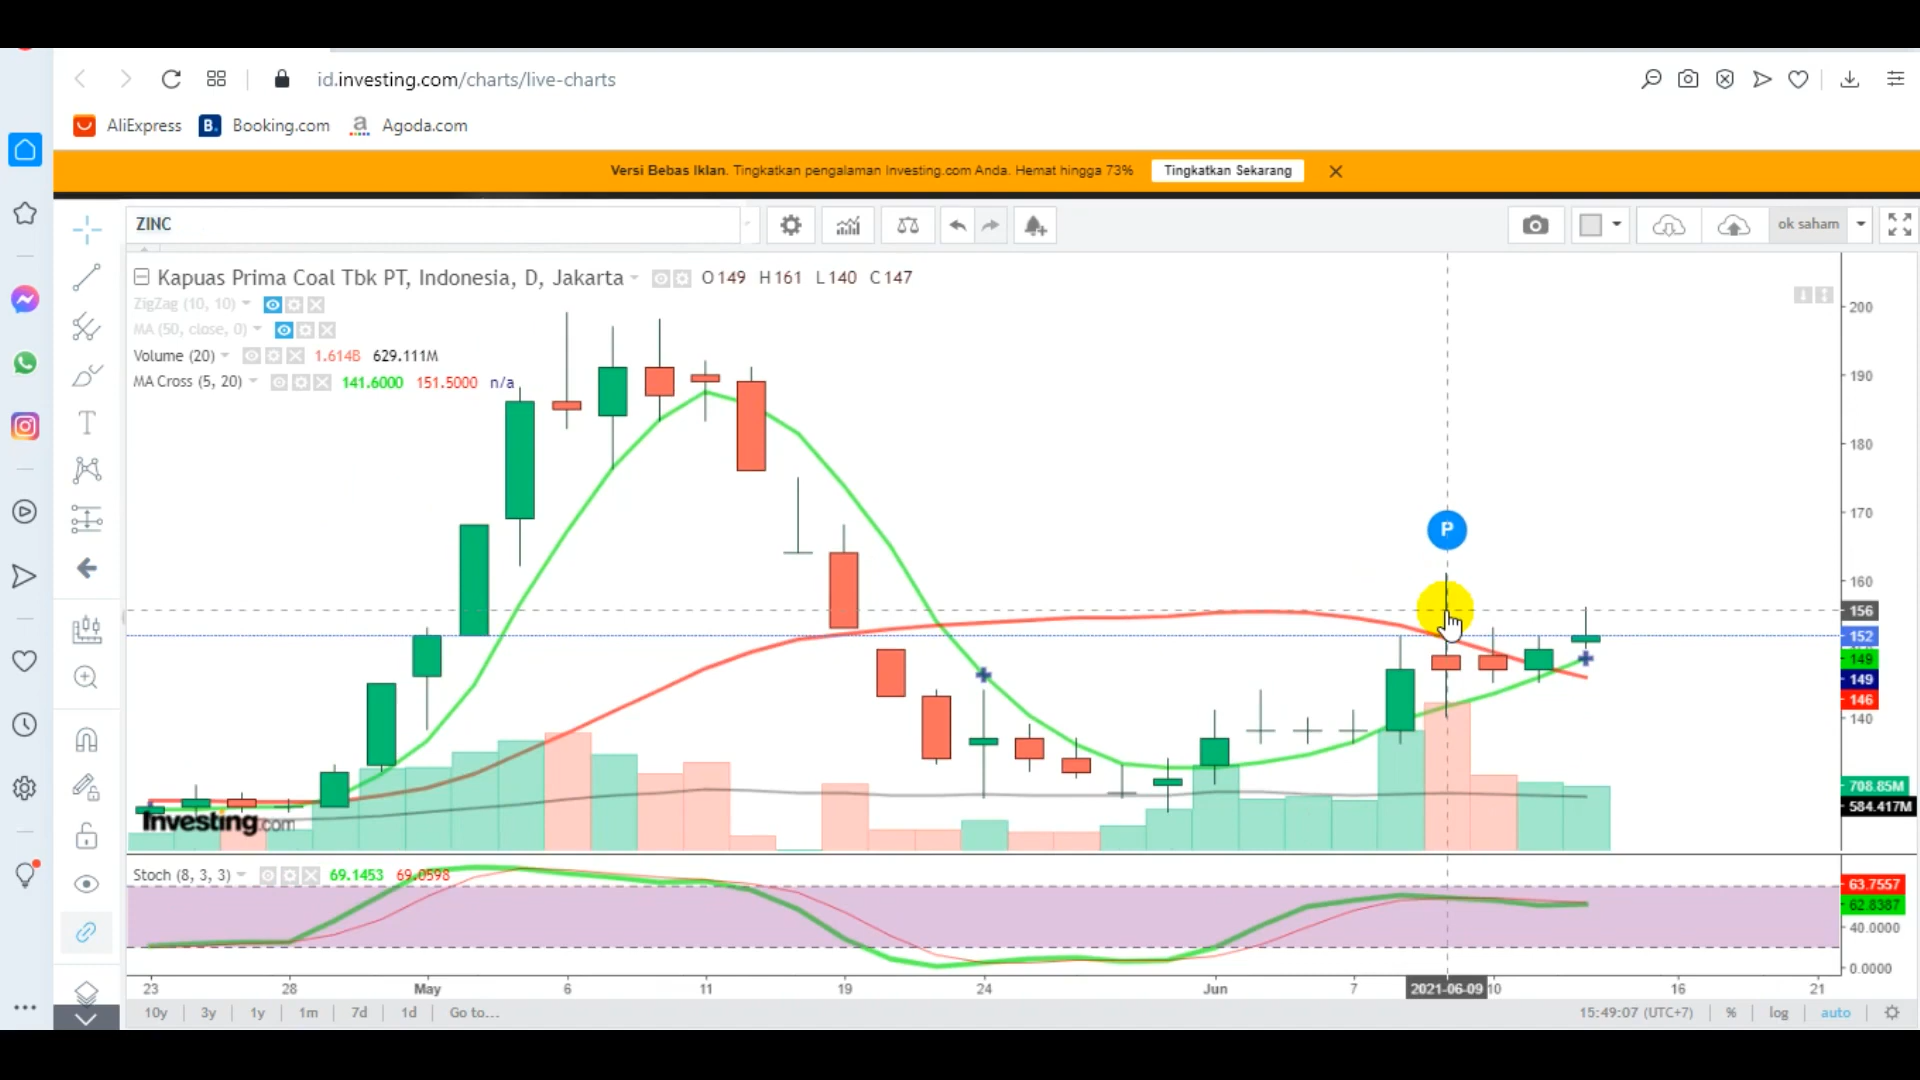 id.investing.com/charts/live-charts
AliExpress B. Booking.com a Agoda.com
Versi Bebas Iklan. Tingkatkan pengalaman Investing.com Anda. Hemat hingga 73% Tingkatkan Sekarang
ZINC
ok saham
Kapuas Prima Coal Tbk PT, Indonesia, D, Jakarta O 149 H 161 L 140 C 147
ZigZag (10, 10)
MA (50, close, 0)
Volume (20) 1.614B 629.111M
MA Cross (5, 20) 141.6000 151.5000 n/a
200
190
180
170
P
160
156
152
149
149
146
140
708.85M
584.417M
Investing.com
Stoch (8, 3, 3) 69.1453 69.0598
63.7557
62.8387
40.0000
0.0000
23 28 May 6 11 19 24 Jun 7 2021-06-09 10 16 21
10y 3y 1y 1m 7d 1d Go to... 15:49:07 (UTC+7) % log auto